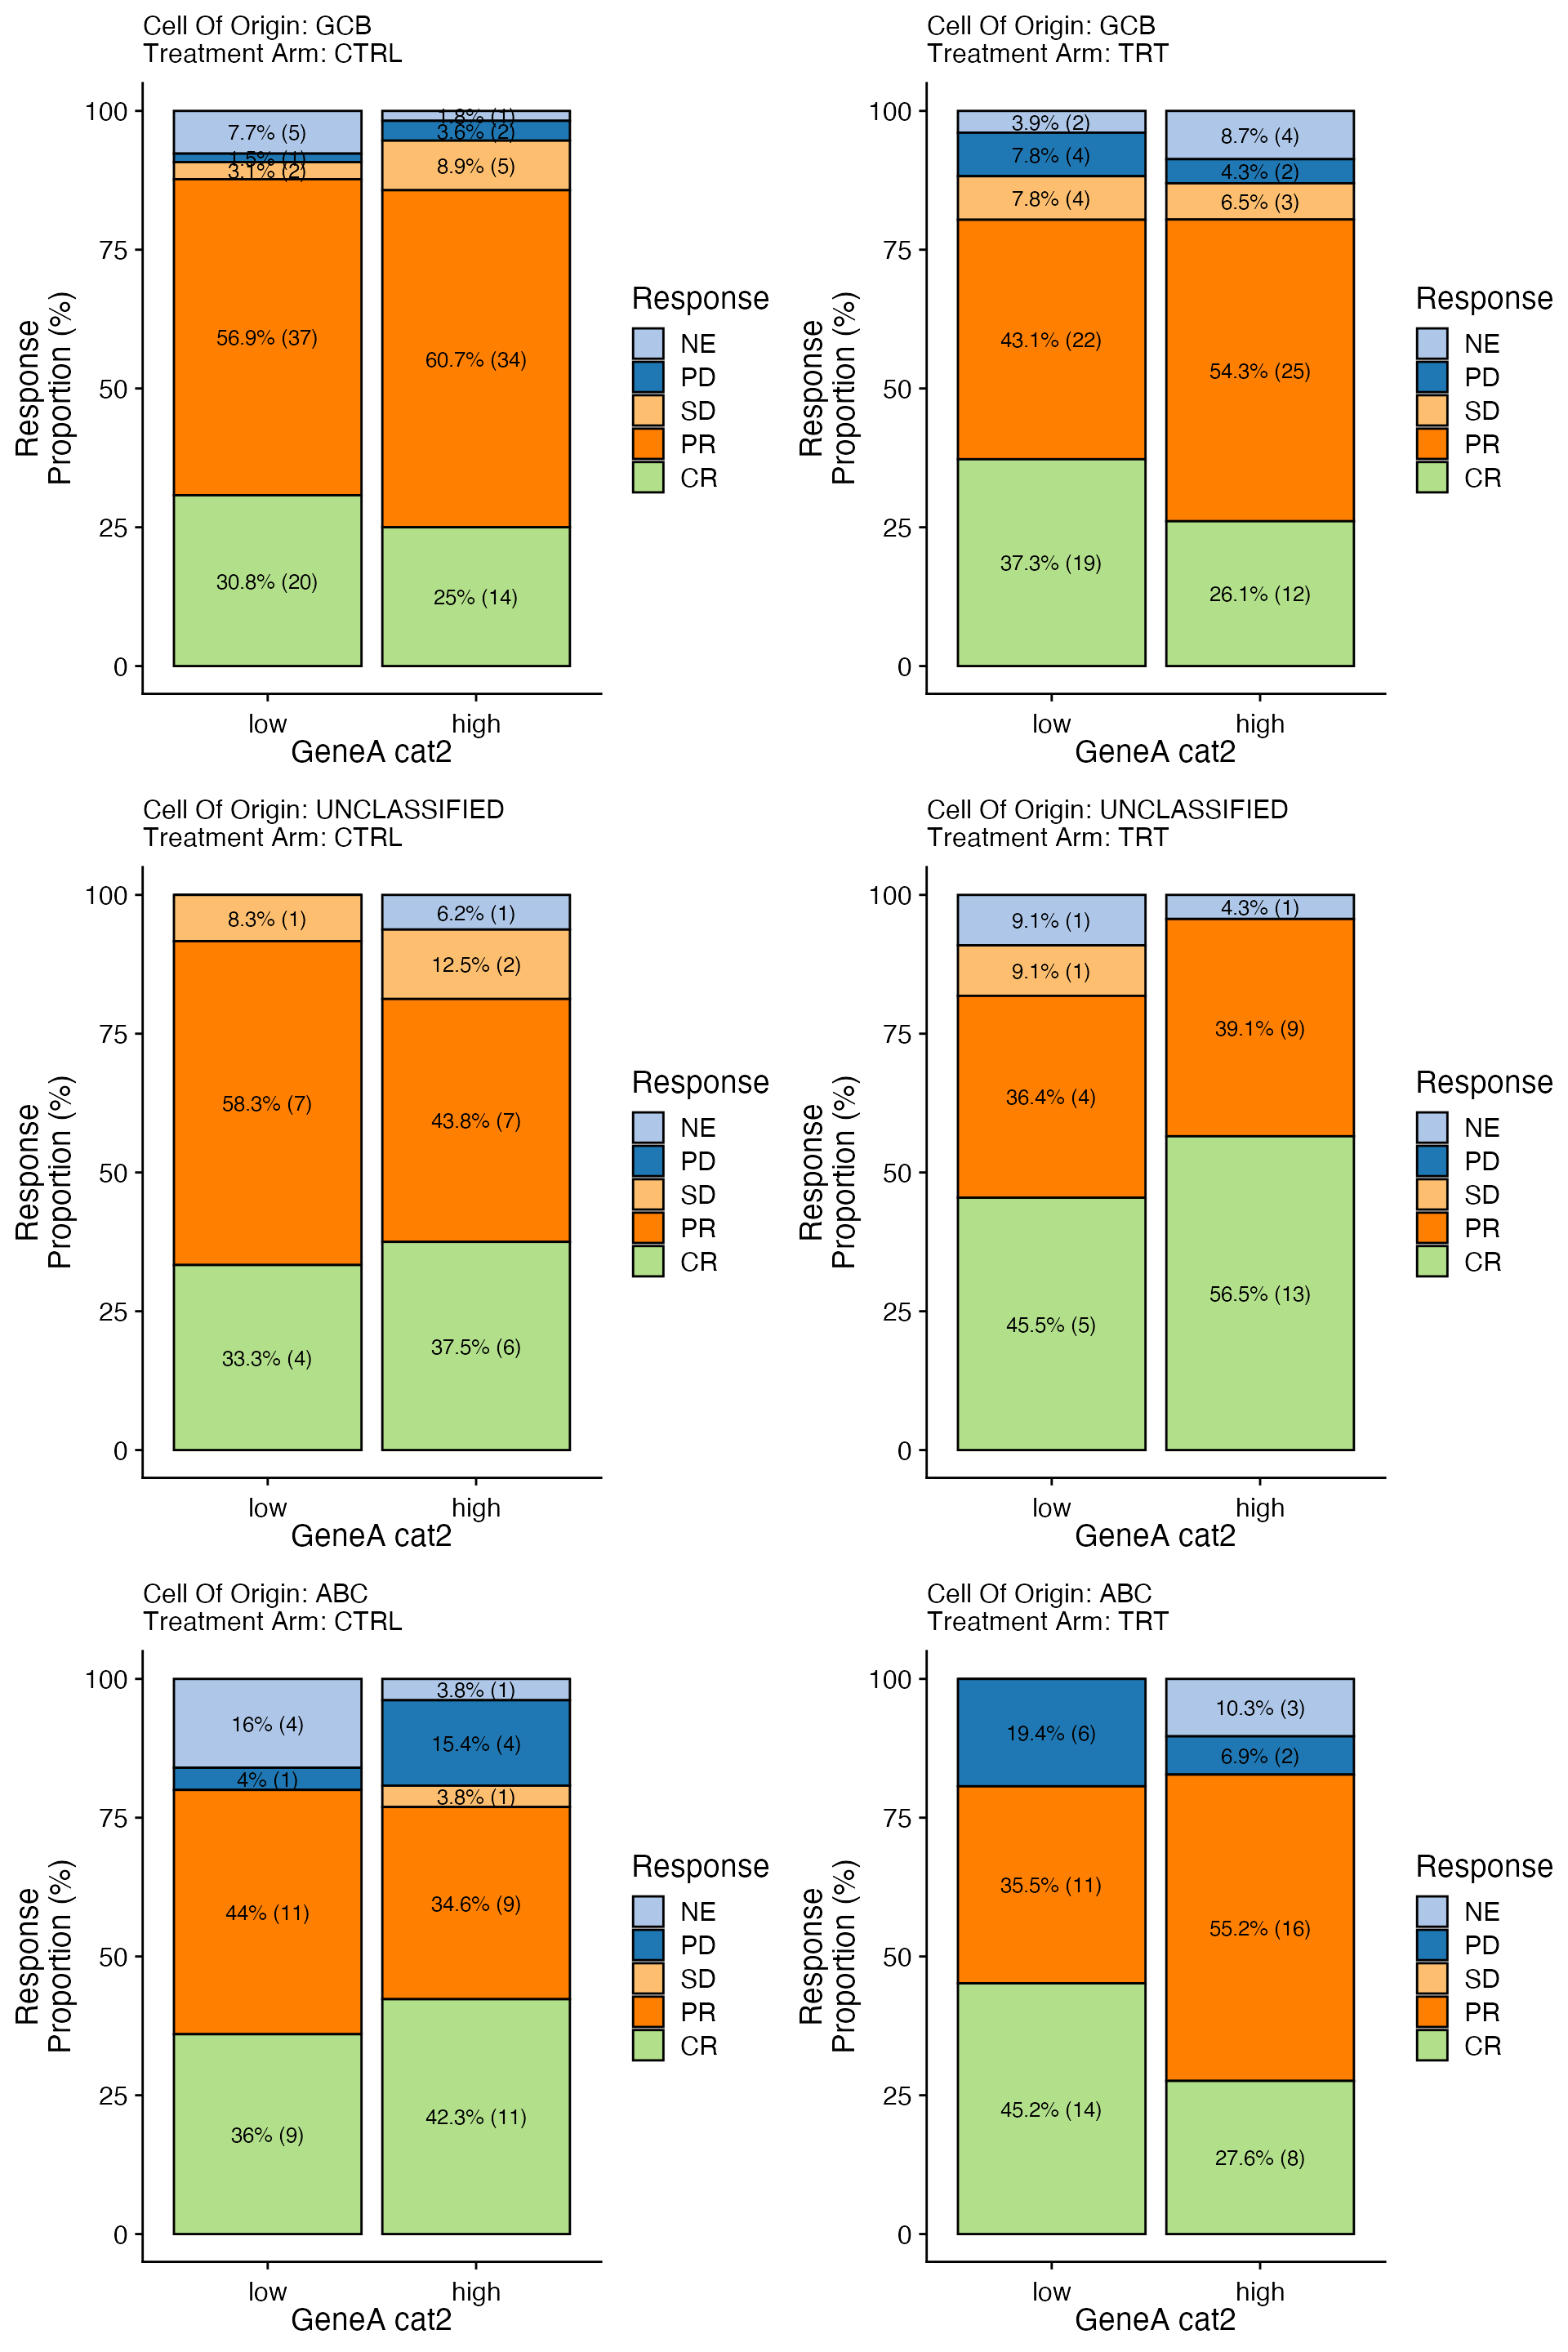 Cell Of Origin: GCB
Treatment Arm: CTRL
100
75
50
25
0
Response
Proportion (%)
7.7% (5)
1.5% (1)
3.1% (2)
56.9% (37)
30.8% (20)
1.8% (1)
3.6% (2)
8.9% (5)
60.7% (34)
25% (14)
low
high
GeneA cat2
Response
NE
PD
SD
PR
CR
Cell Of Origin: GCB
Treatment Arm: TRT
100
75
50
25
0
Response
Proportion (%)
3.9% (2)
7.8% (4)
7.8% (4)
43.1% (22)
37.3% (19)
8.7% (4)
4.3% (2)
6.5% (3)
54.3% (25)
26.1% (12)
low
high
GeneA cat2
Response
NE
PD
SD
PR
CR
Cell Of Origin: UNCLASSIFIED
Treatment Arm: CTRL
100
75
50
25
0
Response
Proportion (%)
8.3% (1)
58.3% (7)
33.3% (4)
6.2% (1)
12.5% (2)
43.8% (7)
37.5% (6)
low
high
GeneA cat2
Response
NE
PD
SD
PR
CR
Cell Of Origin: UNCLASSIFIED
Treatment Arm: TRT
100
75
50
25
0
Response
Proportion (%)
9.1% (1)
9.1% (1)
36.4% (4)
45.5% (5)
4.3% (1)
39.1% (9)
56.5% (13)
low
high
GeneA cat2
Response
NE
PD
SD
PR
CR
Cell Of Origin: ABC
Treatment Arm: CTRL
100
75
50
25
0
Response
Proportion (%)
16% (4)
4% (1)
44% (11)
36% (9)
3.8% (1)
15.4% (4)
3.8% (1)
34.6% (9)
42.3% (11)
low
high
GeneA cat2
Response
NE
PD
SD
PR
CR
Cell Of Origin: ABC
Treatment Arm: TRT
100
75
50
25
0
Response
Proportion (%)
19.4% (6)
35.5% (11)
45.2% (14)
10.3% (3)
6.9% (2)
55.2% (16)
27.6% (8)
low
high
GeneA cat2
Response
NE
PD
SD
PR
CR